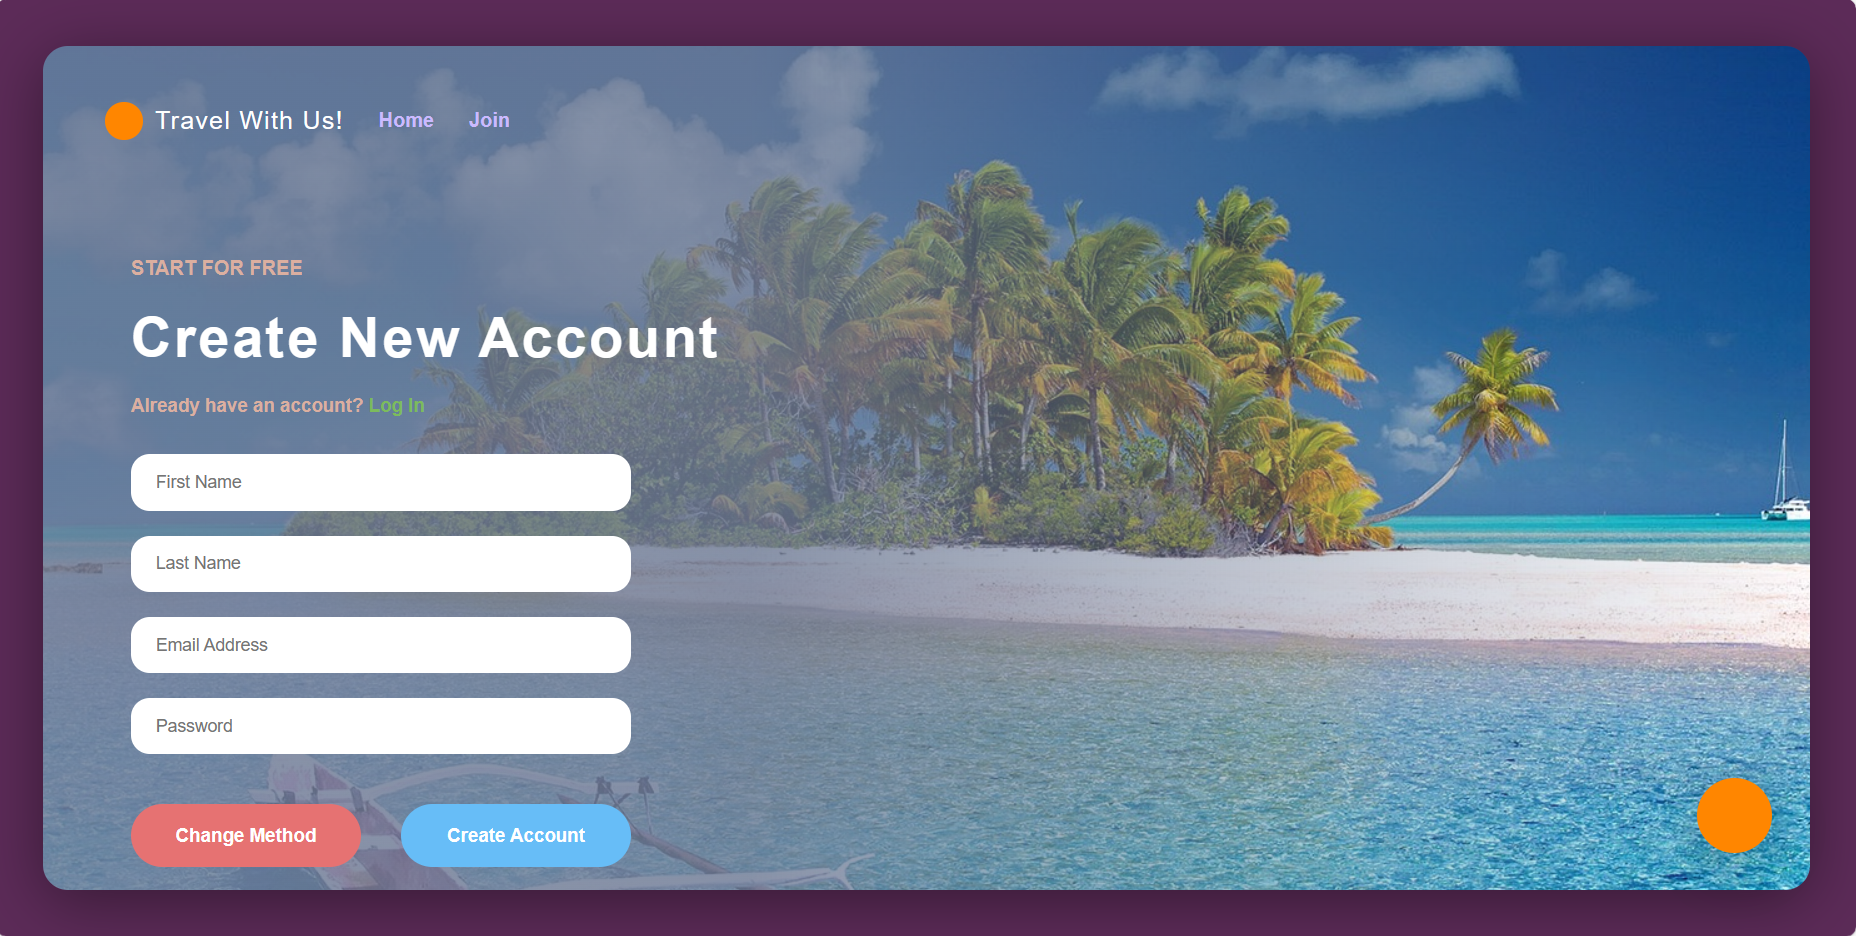 Travel With Us! Home Join
START FOR FREE
Create New Account
Already have an account? Log In
First Name
Last Name
Email Address
Password
Change Method Create Account